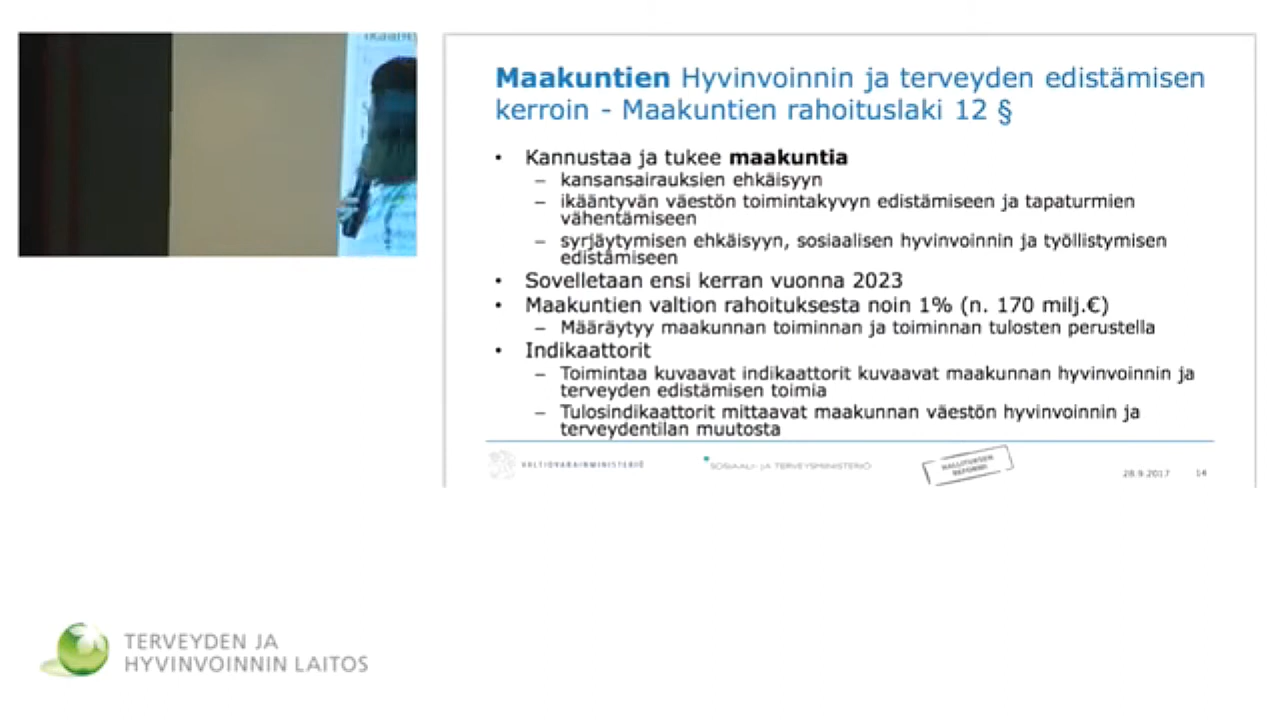 Maakuntien Hyvinvoinnin ja terveyden edistämisen
kerroin - Maakuntien rahoituslaki 12 §
• Kannustaa ja tukee maakuntia
– kansansairauksien ehkäisyyn
– ikääntyvän väestön toimintakyvyn edistämiseen ja tapaturmien
vähentämiseen
– syrjäytymisen ehkäisyyn, sosiaalisen hyvinvoinnin ja työllistymisen
edistämiseen
• Sovelletaan ensi kerran vuonna 2023
• Maakuntien valtion rahoituksesta noin 1% (n. 170 milj.€)
– Määräytyy maakunnan toiminnan ja toiminnan tulosten perustella
• Indikaattorit
– Toimintaa kuvaavat indikaattorit kuvaavat maakunnan hyvinvoinnin ja
terveyden edistämisen toimia
– Tulosindikaattorit mittaavat maakunnan väestön hyvinvoinnin ja
terveydentilan muutosta
VALTIOVARAINMINISTERIÖ
SOSIAALI- JA TERVEYSMINISTERIÖ
HALLITUKSEN
REFORMI
28.9.2017 14
TERVEYDEN JA
HYVINVOINNIN LAITOS